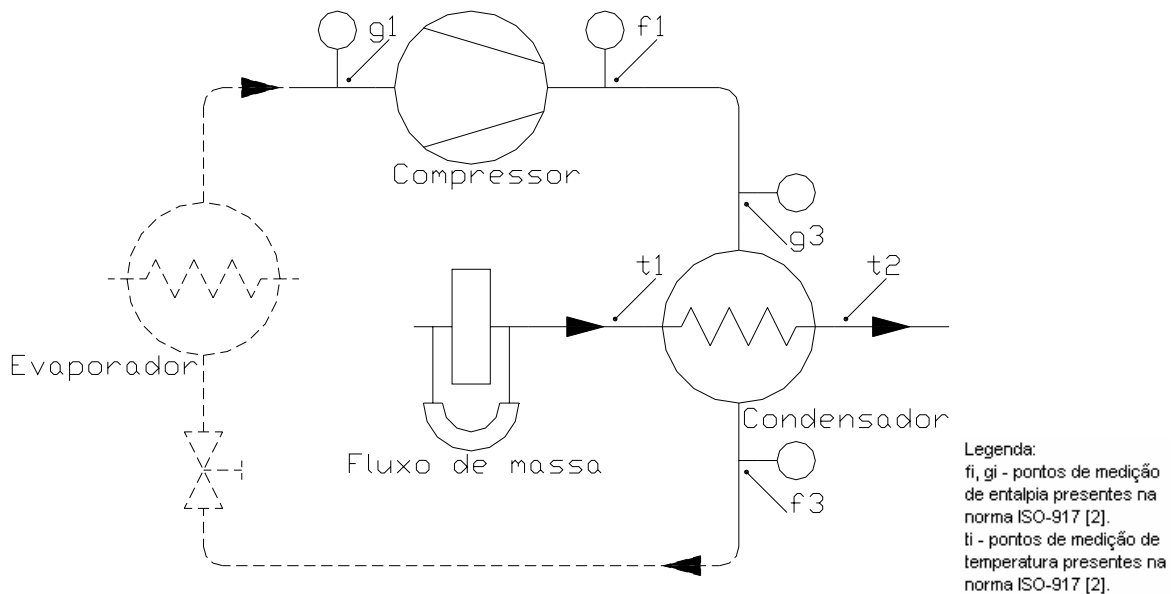 g1
f1
Compressor
g3
t1
t2
Evaporador
Condensador
Fluxo de massa
f3
Legenda:
fi, gi - pontos de medição
de entalpia presentes na
norma ISO-917 [2].
ti - pontos de medição de
temperatura presentes na
norma ISO-917 [2].